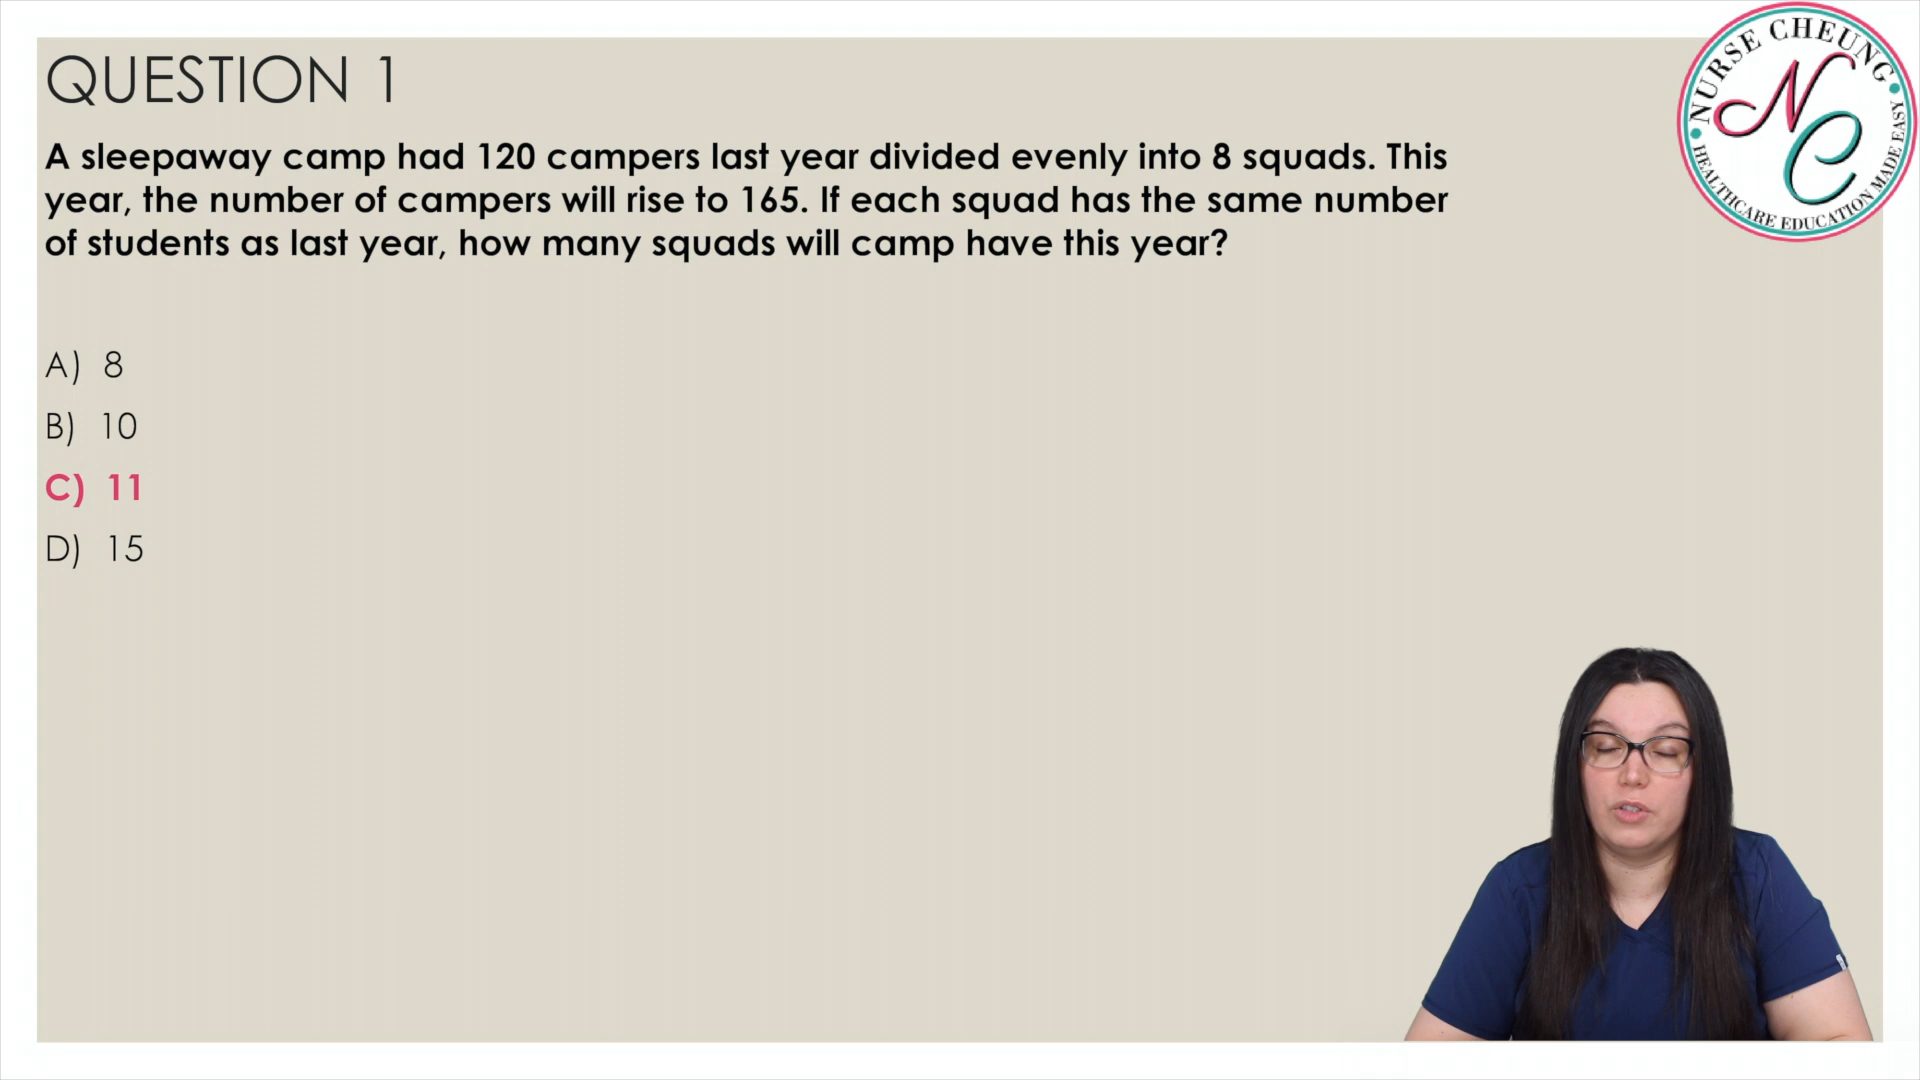 QUESTION 1
A sleepaway camp had 120 campers last year divided evenly into 8 squads. This
year, the number of campers will rise to 165. If each squad has the same number
of students as last year, how many squads will camp have this year?
A) 8
B) 10
C) 11
D) 15
NURSE CHEUNG
NC
HEALTHCARE EDUCATION MADE EASY